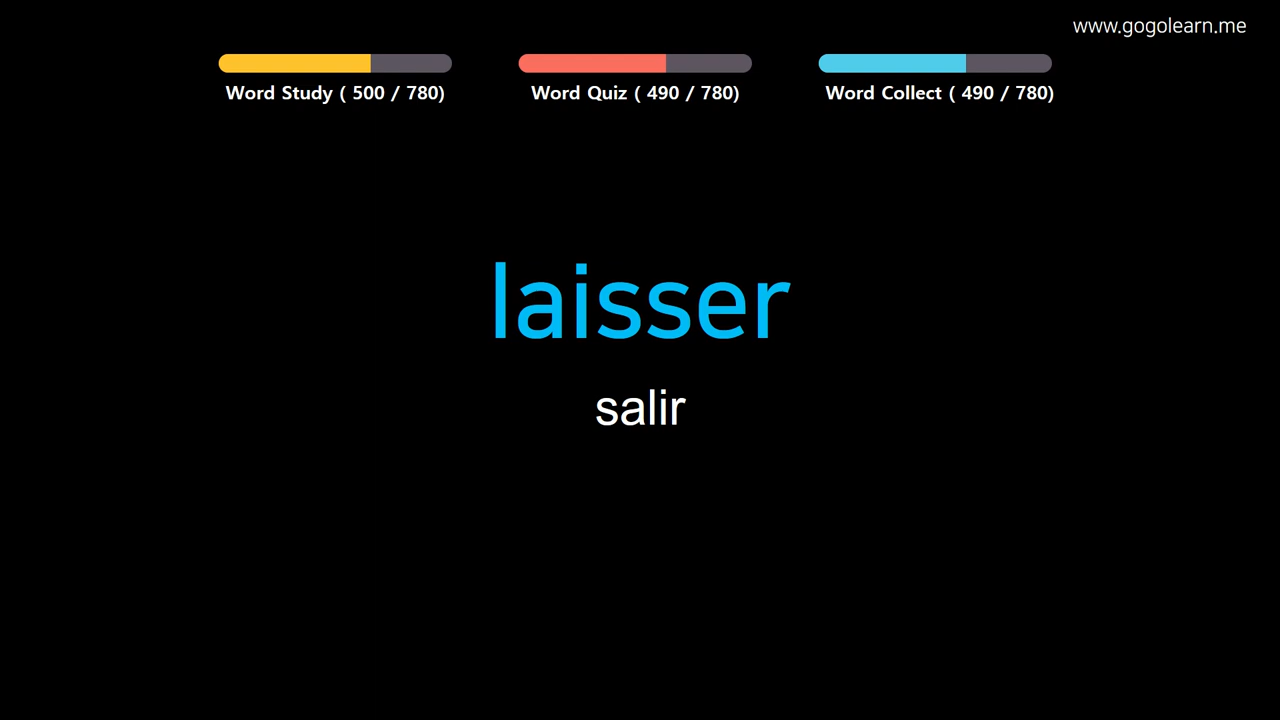 www.gogolearn.me
Word Study ( 500 / 780)
Word Quiz ( 490 / 780)
Word Collect ( 490 / 780)
laisser
salir